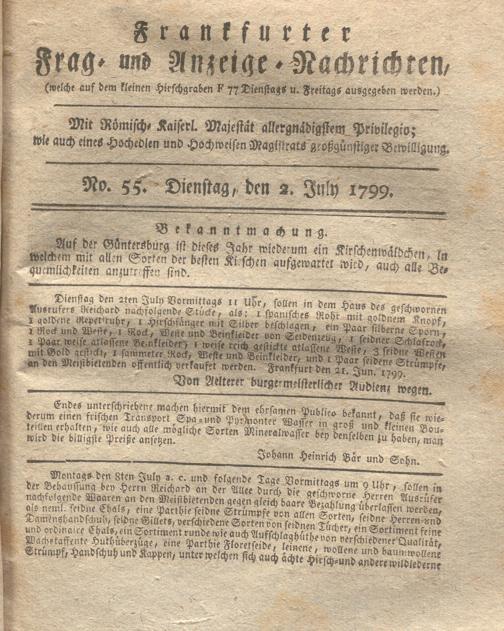 Frankfurter
Frag- und Anzeige-Nachrichten,
(welche auf dem kleinen Hirschgraben F 77 Dienstags u. Freitags ausgegeben werden.)
Mit Römisch-Kaiserl. Majestät allergnädigstem Privilegio;
wie auch eines Hochedlen und Hochweisen Magistrats großgünstiger Bewilligung.
No. 55. Dienstag, den 2. July 1799.
Bekanntmachung.
Auf der Güntersburg ist dieses Jahr wiederum ein Kirschenwäldchen, in
welchem mit allen Sorten der besten Kirschen aufgewartet wird, auch alle Be-
quemlichkeiten anzutreffen sind.
Dienstag den 2ten July Vormittags 11 Uhr, sollen in dem Haus des geschwornen
Ausrufers Reichard nachfolgende Stücke, als: 1 spanisches Rohr mit goldnem Knopf,
1 goldene Repetiruhr, 1 Hirschfänger mit Silber beschlagen, ein Paar silberne Sporn,
1 Rock und Weste, 1 Rock, Weste und Beinkleider von Seidenzeug, 1 seidner Schlafrock,
1 Paar weise atlassene Beinkleider, 1 weise reich gestickte atlassene Weste, 3 seidne Westen
mit Gold gestickt, 1 sammeter Rock, Weste und Beinkleider, und 1 Paar seidene Strümpfe,
an den Meistbietenden öffentlich verkauft werden. Frankfurt den 21. Jun. 1799.
Von Aelterer burgermeisterlicher Audienz wegen.
Endes unterschriebene machen hiermit dem ehrsamen Publico bekannt, daß sie wie-
derum einen frischen Transport Spa- und Pyrmonter Wasser in groß und kleinen Bou-
teillen erhalten, wie auch alle mögliche Sorten Mineralwasser bey denselben zu haben, man
wird die billigste Preiße ansetzen.
Johann Heinrich Bär und Sohn.
Montags den 8ten July a. c. und folgende Tage Vormittags um 9 Uhr, sollen in
der Behausung bey Herrn Reichard an der Allee durch die geschworne Herren Ausrüfer
nachfolgende Waaren an den Meistbietenden gegen gleich baare Bezahlung überlassen werden,
als neml. seidne Chals, eine Parthie seidne Strümpfe von allen Sorten, seidne Herren- und
Damenshandschuh, seidne Gillets, verschiedene Sorten von seidnen Tücher, ein Sortiment feine
und ordinaire Chals, ein Sortiment runde wie auch Aufschlaghüthe von verschiedener Qualität,
Wachstaffente Huthüberzüge, eine Parthie Floretseide, leinene, wollene und baumwollene
Strümpf, Handschuh und Kappen, unter welchen sich auch ächte Hirsch- und andere wildlederne